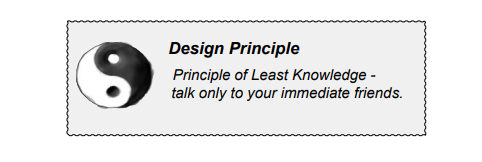 Design Principle
Principle of Least Knowledge -
talk only to your immediate friends.